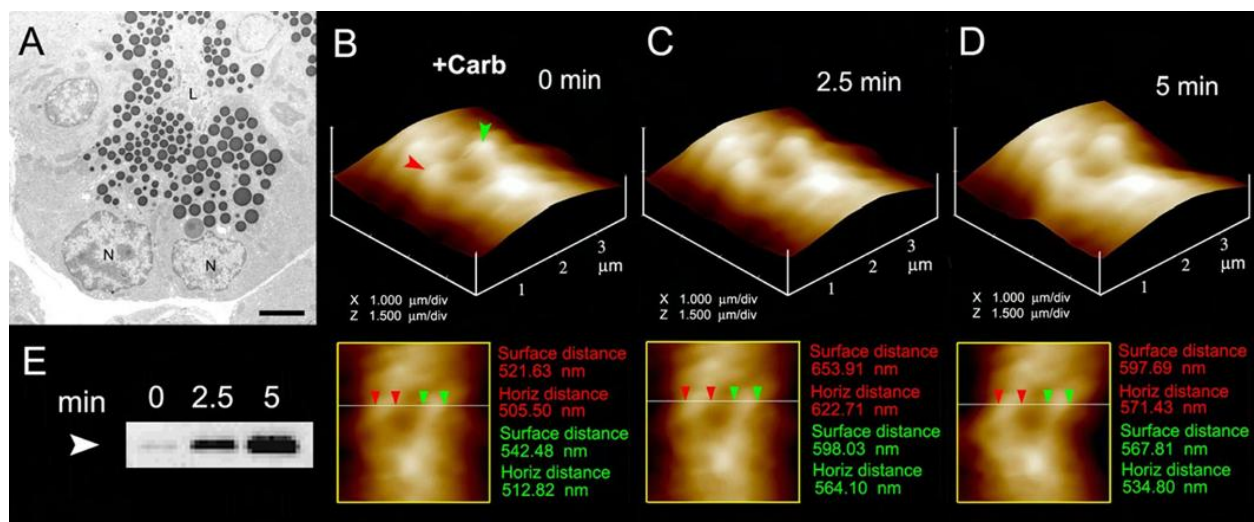 A
L
N
N
B
+Carb
0 min
3
2
μm
1
X 1.000 μm/div
Z 1.500 μm/div
C
2.5 min
3
2
μm
1
X 1.000 μm/div
Z 1.500 μm/div
D
5 min
3
2
μm
1
X 1.000 μm/div
Z 1.500 μm/div
E
min 0 2.5 5
Surface distance
521.63 nm
Horiz distance
505.50 nm
Surface distance
542.48 nm
Horiz distance
512.82 nm
Surface distance
653.91 nm
Horiz distance
622.71 nm
Surface distance
598.03 nm
Horiz distance
564.10 nm
Surface distance
597.69 nm
Horiz distance
571.43 nm
Surface distance
567.81 nm
Horiz distance
534.80 nm